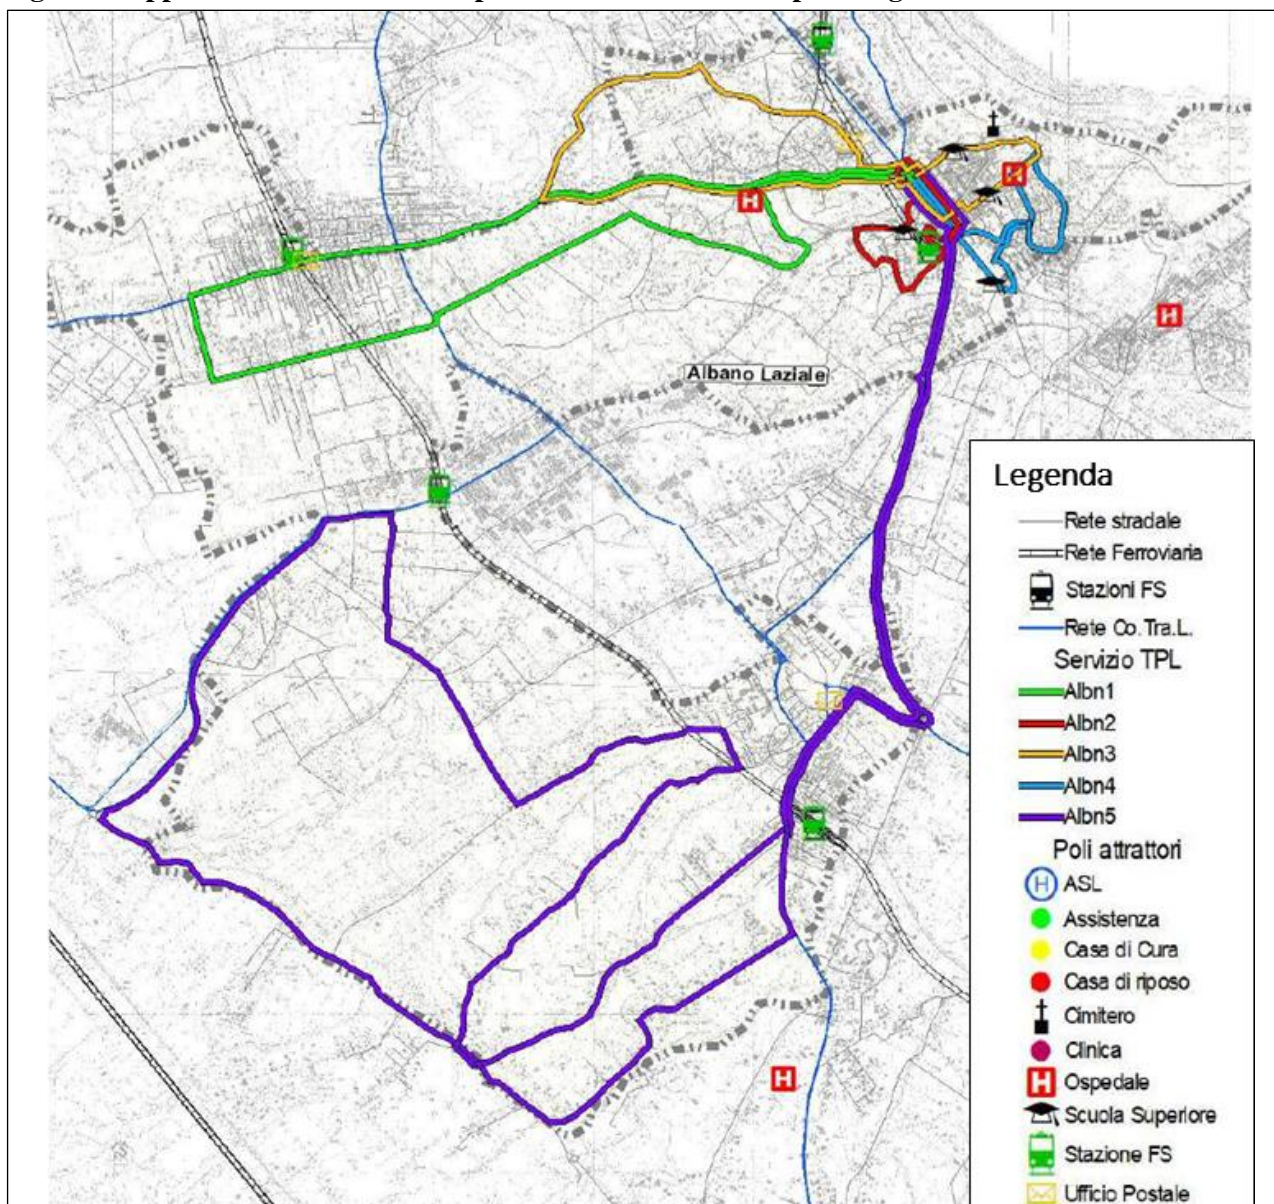 Albano Laziale
Legenda
Rete stradale
Rete Ferroviaria
Stazioni FS
Rete Co.Tra.L.
Servizio TPL
Albn1
Albn2
Albn3
Albn4
Albn5
Poli attrattori
H ASL
Assistenza
Casa di Cura
Casa di riposo
Cimitero
Clinica
H Ospedale
Scuola Superiore
Stazione FS
Ufficio Postale